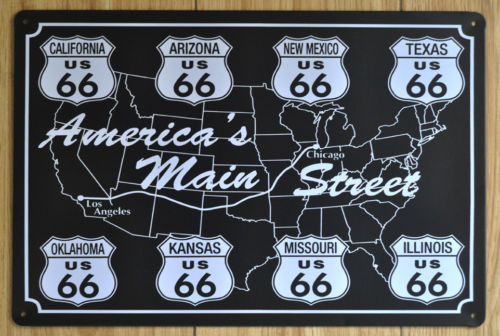 CALIFORNIA
US
66
ARIZONA
US
66
NEW MEXICO
US
66
TEXAS
US
66
America's
Main Street
Chicago
Los
Angeles
OKLAHOMA
US
66
KANSAS
US
66
MISSOURI
US
66
ILLINOIS
US
66